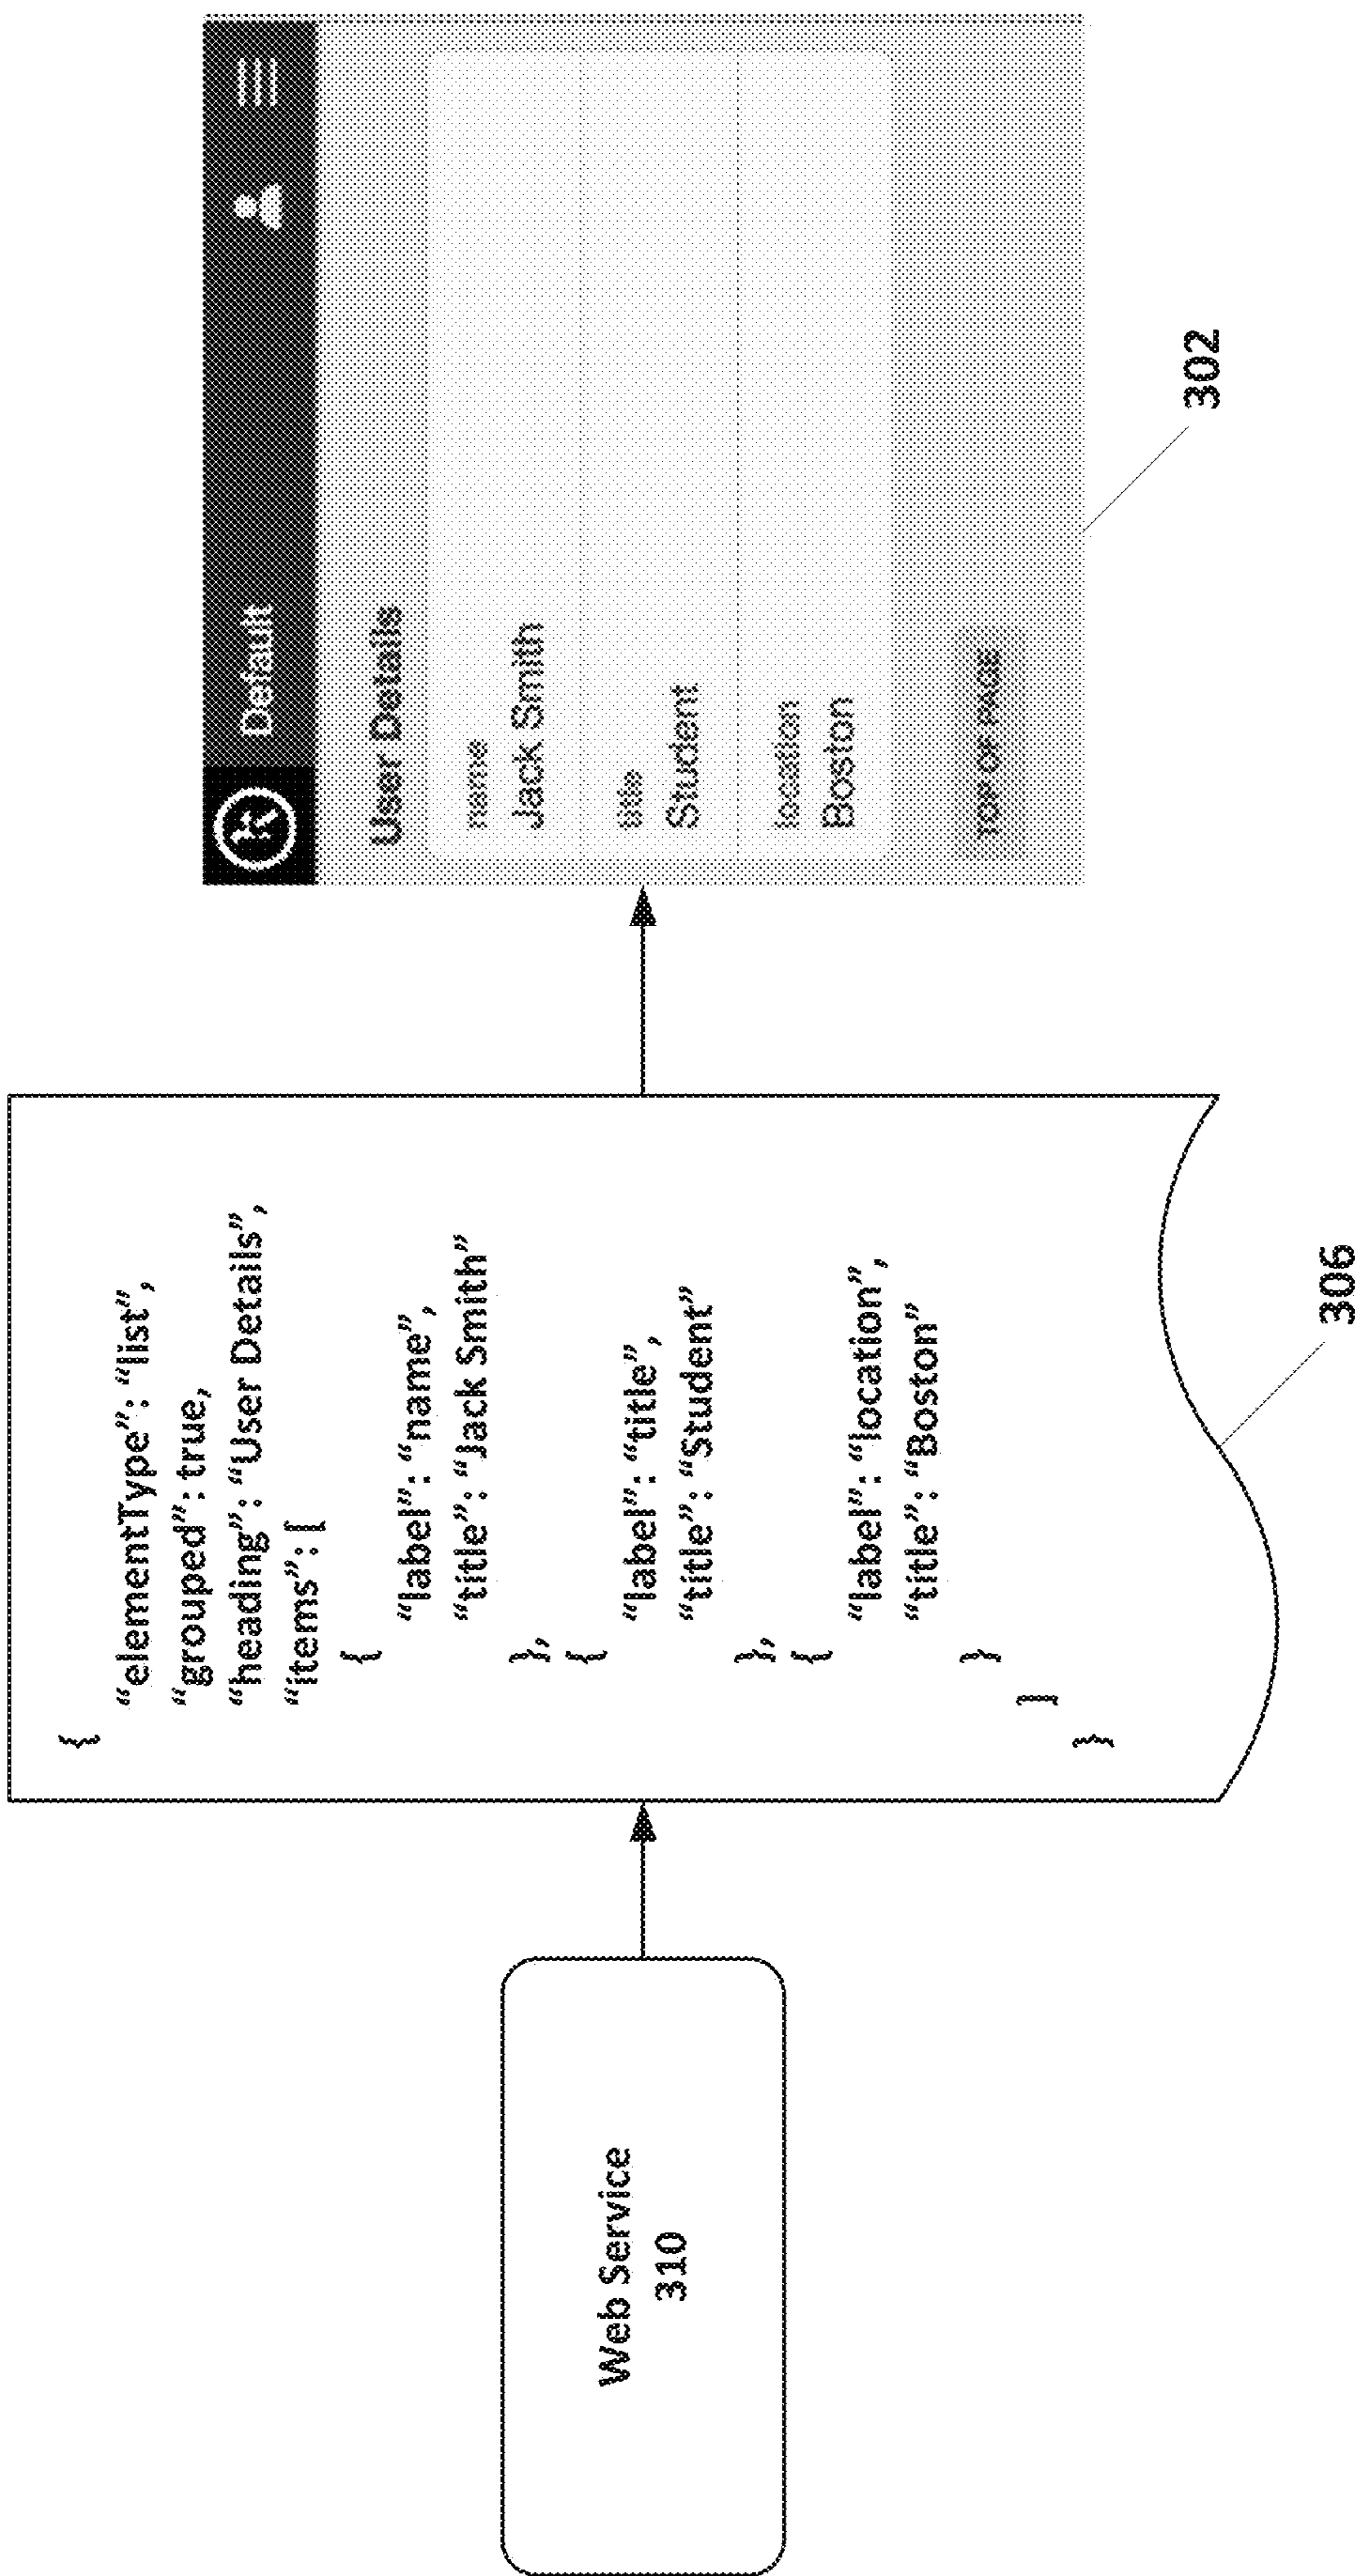 Web Service
310
{
"elementType": "list",
"grouped": true,
"heading": "User Details",
"items": [
{
"label": "name",
"title": "Jack Smith"
},
{
"label": "title",
"title": "Student"
},
{
"label": "location",
"title": "Boston"
}
]
}
306
Default
User Details
name
Jack Smith
title
Student
location
Boston
TOP OF PAGE
302